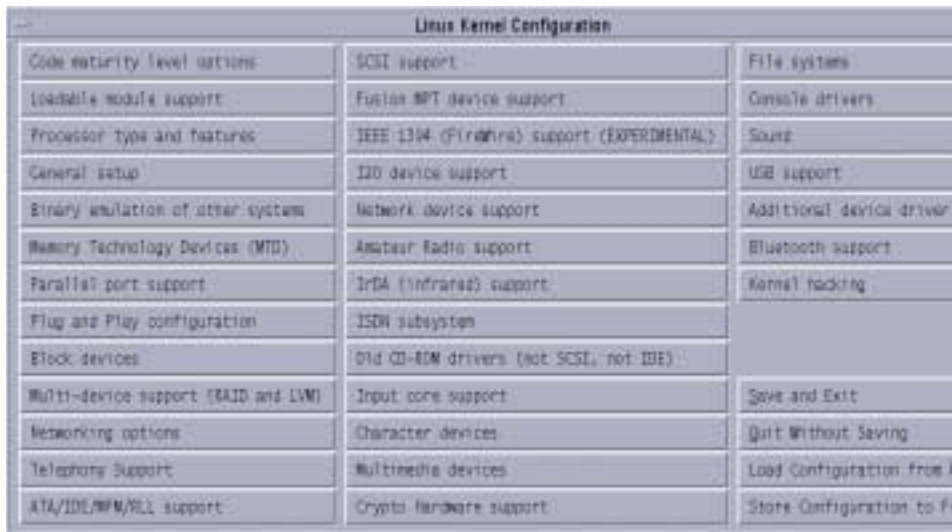 Linux Kernel Configuration
Code maturity level options
Loadable module support
Processor type and features
General setup
Binary emulation of other systems
Memory Technology Devices (MTD)
Parallel port support
Plug and Play configuration
Block devices
Multi-device support (RAID and LVM)
Networking options
Telephony Support
ATA/IDE/MFM/RLL support
SCSI support
Fusion MPT device support
IEEE 1394 (FireWire) support (EXPERIMENTAL)
I2O device support
Network device support
Amateur Radio support
IrDA (infrared) support
ISDN subsystem
Old CD-ROM drivers (not SCSI, not IDE)
Input core support
Character devices
Multimedia devices
Crypto Hardware support
File systems
Console drivers
Sound
USB support
Additional device driver
Bluetooth support
Kernel hacking
Save and Exit
Quit Without Saving
Load Configuration from
Store Configuration to